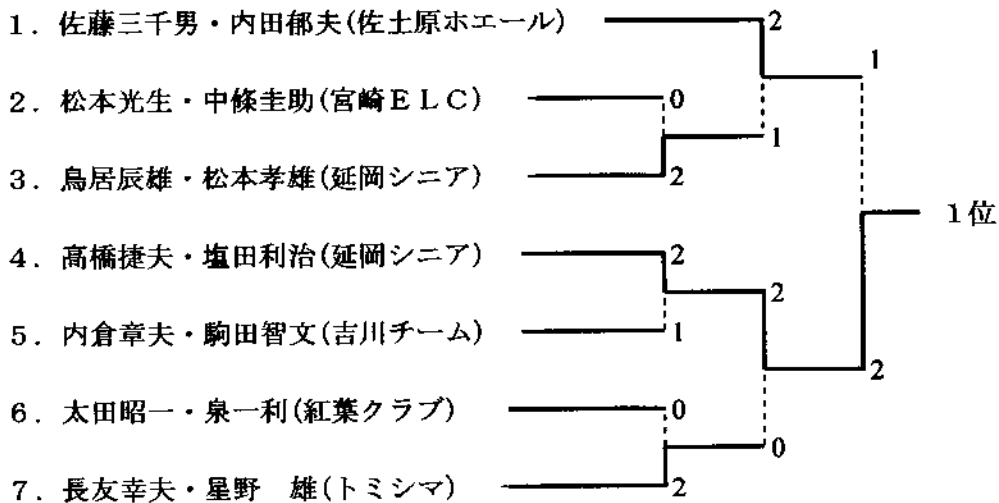 1. 佐藤三千男・内田郁夫(佐土原ホエール) 2
1
2. 松本光生・中條圭助(宮崎ELC) 0
1
3. 鳥居辰雄・松本孝雄(延岡シニア) 2
1位
4. 高橋捷夫・塩田利治(延岡シニア) 2
2
5. 内倉章夫・駒田智文(吉川チーム) 1
2
6. 太田昭一・泉一利(紅葉クラブ) 0
0
7. 長友幸夫・星野 雄(トミシマ) 2